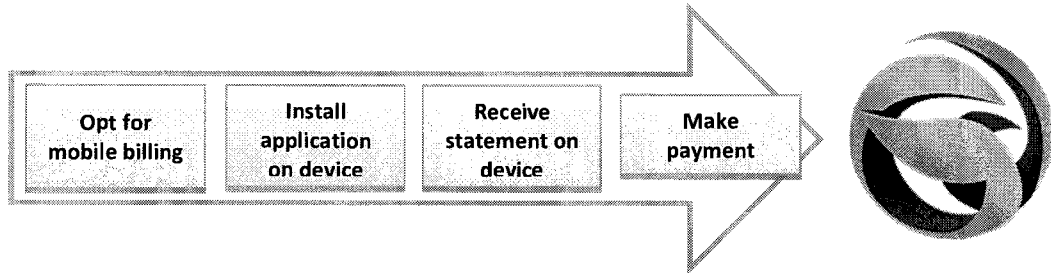 Opt for
mobile billing
Install
application
on device
Receive
statement on
device
Make
payment